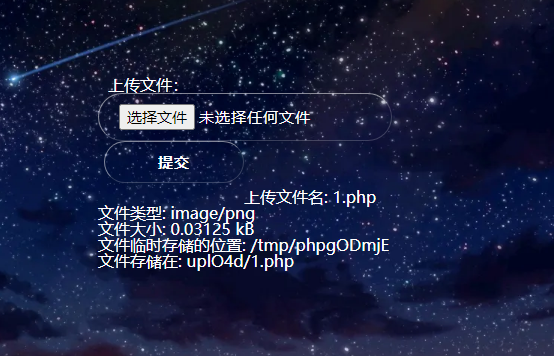 上传文件:
选择文件 未选择任何文件
提交
上传文件名: 1.php
文件类型: image/png
文件大小: 0.03125 kB
文件临时存储的位置: /tmp/phpgODmjE
文件存储在: uplO4d/1.php